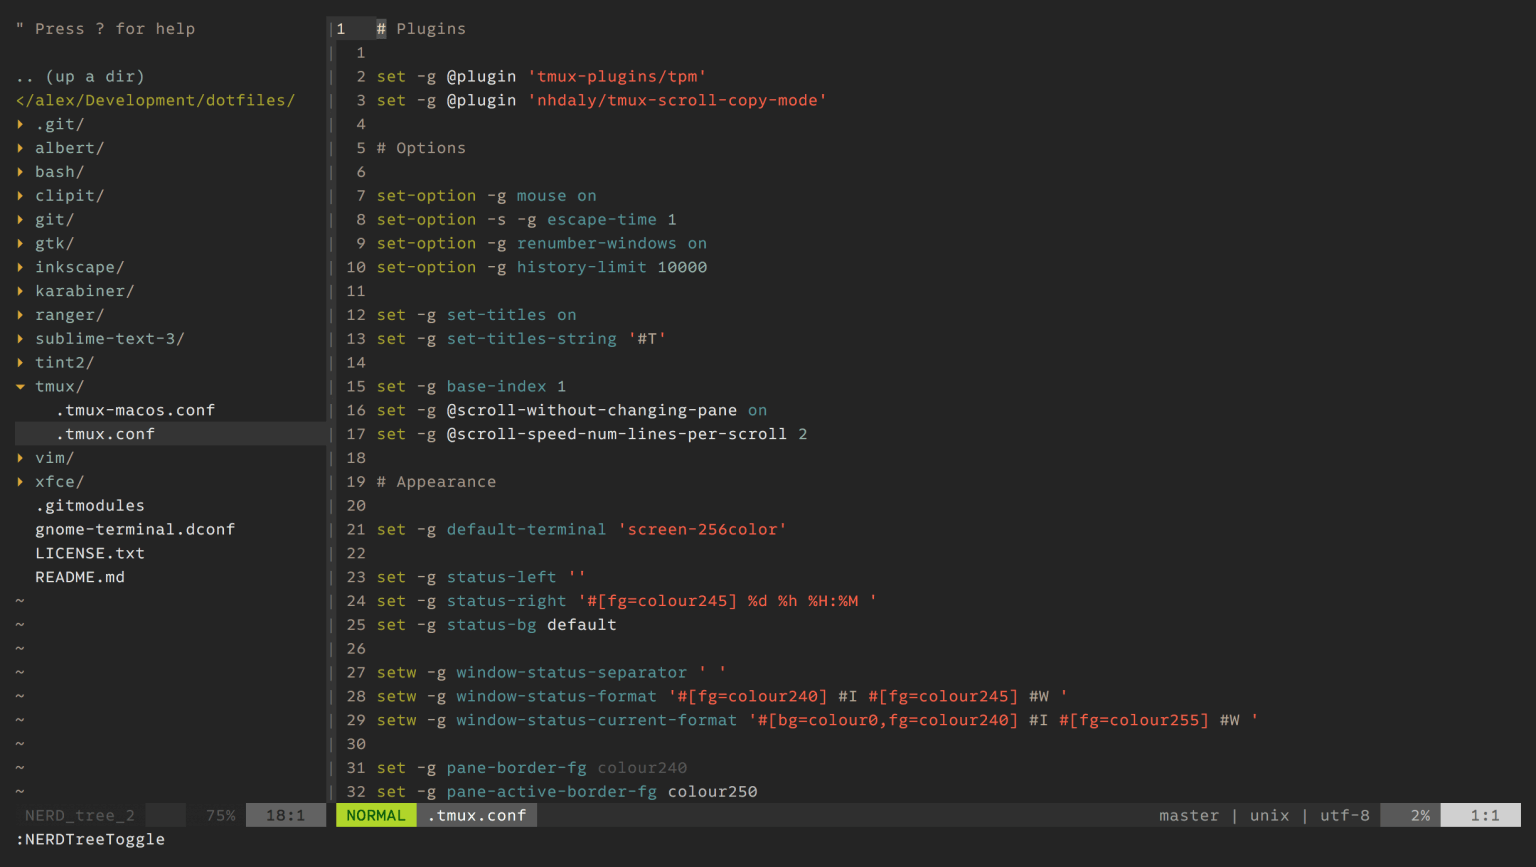 " Press ? for help
.. (up a dir)
</alex/Development/dotfiles/
.git/
albert/
bash/
clipit/
git/
gtk/
inkscape/
karabiner/
ranger/
sublime-text-3/
tint2/
tmux/
.tmux-macos.conf
.tmux.conf
vim/
xfce/
.gitmodules
gnome-terminal.dconf
LICENSE.txt
README.md
~
~
~
~
~
~
~
~
~
NERD_tree_2 75% 18:1
1 # Plugins
1
2 set -g @plugin 'tmux-plugins/tpm'
3 set -g @plugin 'nhdaly/tmux-scroll-copy-mode'
4
5 # Options
6
7 set-option -g mouse on
8 set-option -s -g escape-time 1
9 set-option -g renumber-windows on
10 set-option -g history-limit 10000
11
12 set -g set-titles on
13 set -g set-titles-string '#T'
14
15 set -g base-index 1
16 set -g @scroll-without-changing-pane on
17 set -g @scroll-speed-num-lines-per-scroll 2
18
19 # Appearance
20
21 set -g default-terminal 'screen-256color'
22
23 set -g status-left ''
24 set -g status-right '#[fg=colour245] %d %h %H:%M '
25 set -g status-bg default
26
27 setw -g window-status-separator ' '
28 setw -g window-status-format '#[fg=colour240] #I #[fg=colour245] #W '
29 setw -g window-status-current-format '#[bg=colour0,fg=colour240] #I #[fg=colour255] #W '
30
31 set -g pane-border-fg colour240
32 set -g pane-active-border-fg colour250
NORMAL .tmux.conf master | unix | utf-8 2% 1:1
:NERDTreeToggle